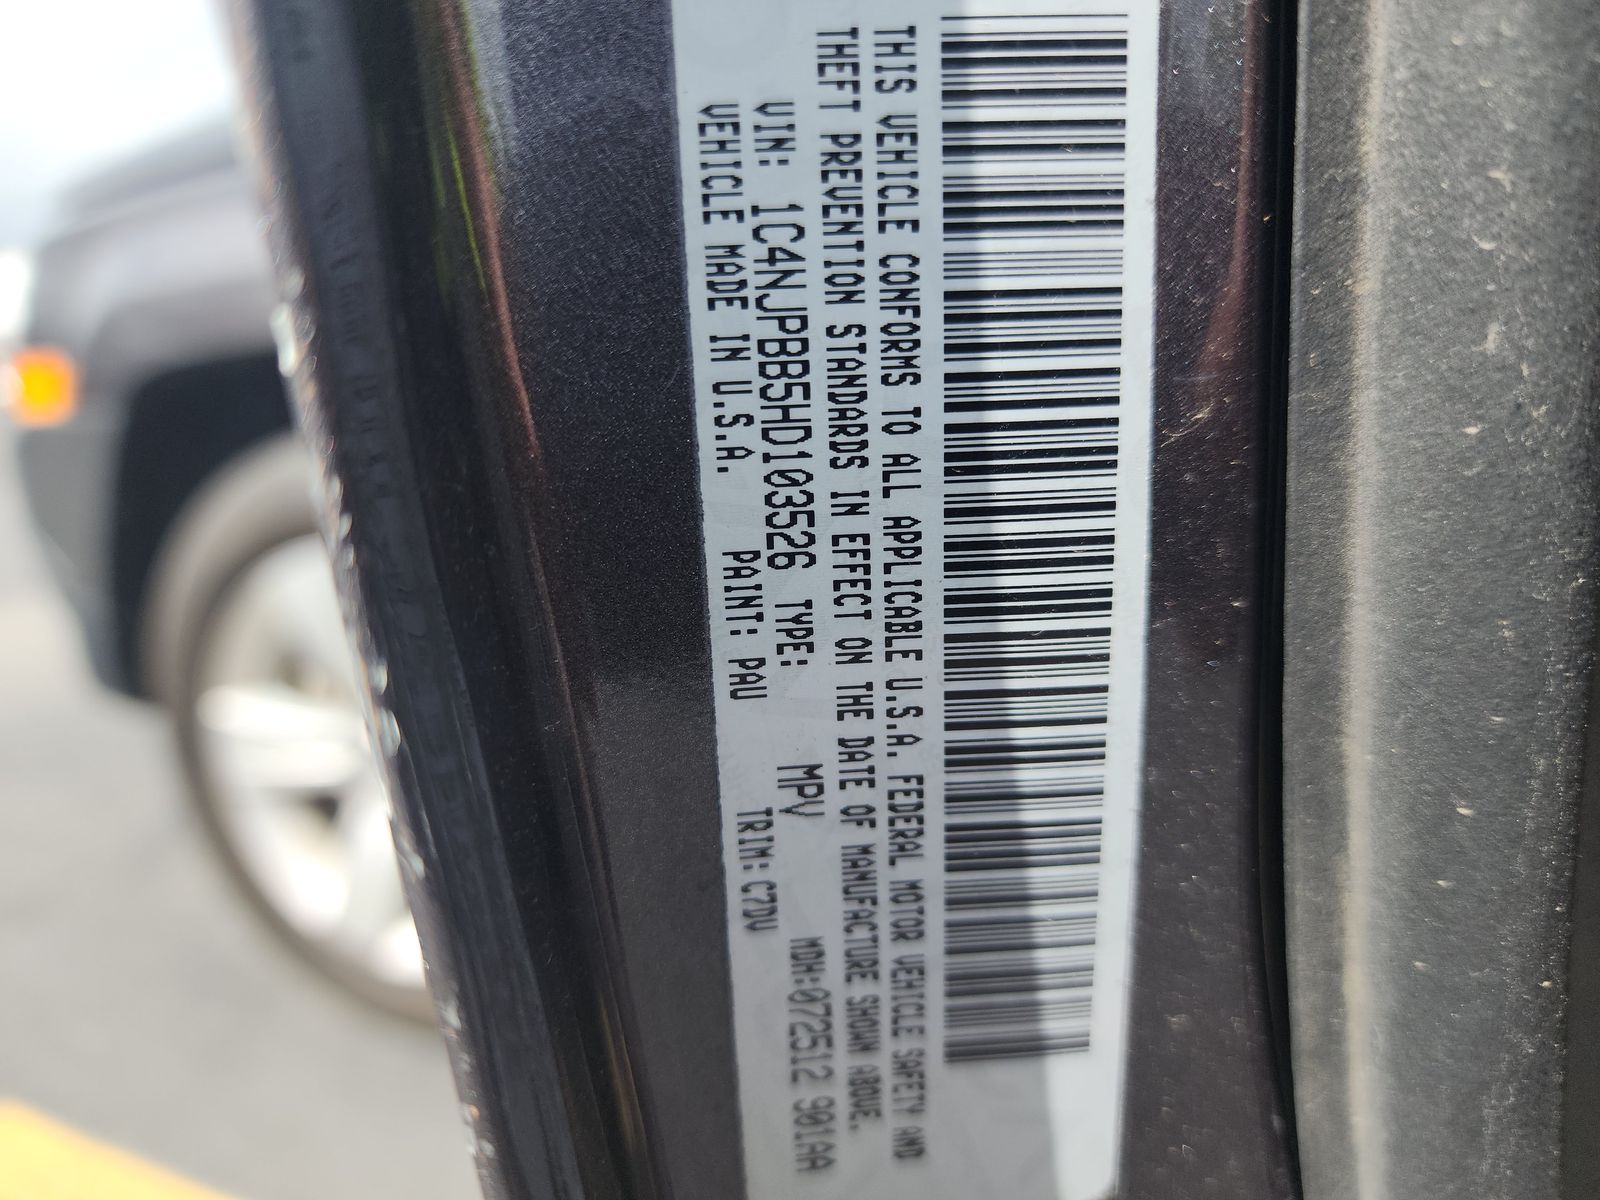 THIS VEHICLE CONFORMS TO ALL APPLICABLE U.S.A. FEDERAL MOTOR VEHICLE SAFETY AND
THEFT PREVENTION STANDARDS IN EFFECT ON THE DATE OF MANUFACTURE SHOWN ABOVE.
VIN: 1C4NJPBB5HD103526 TYPE: MPV MDH:072512 901AA
VEHICLE MADE IN U.S.A. PAINT: PAU TRIM:C7DV